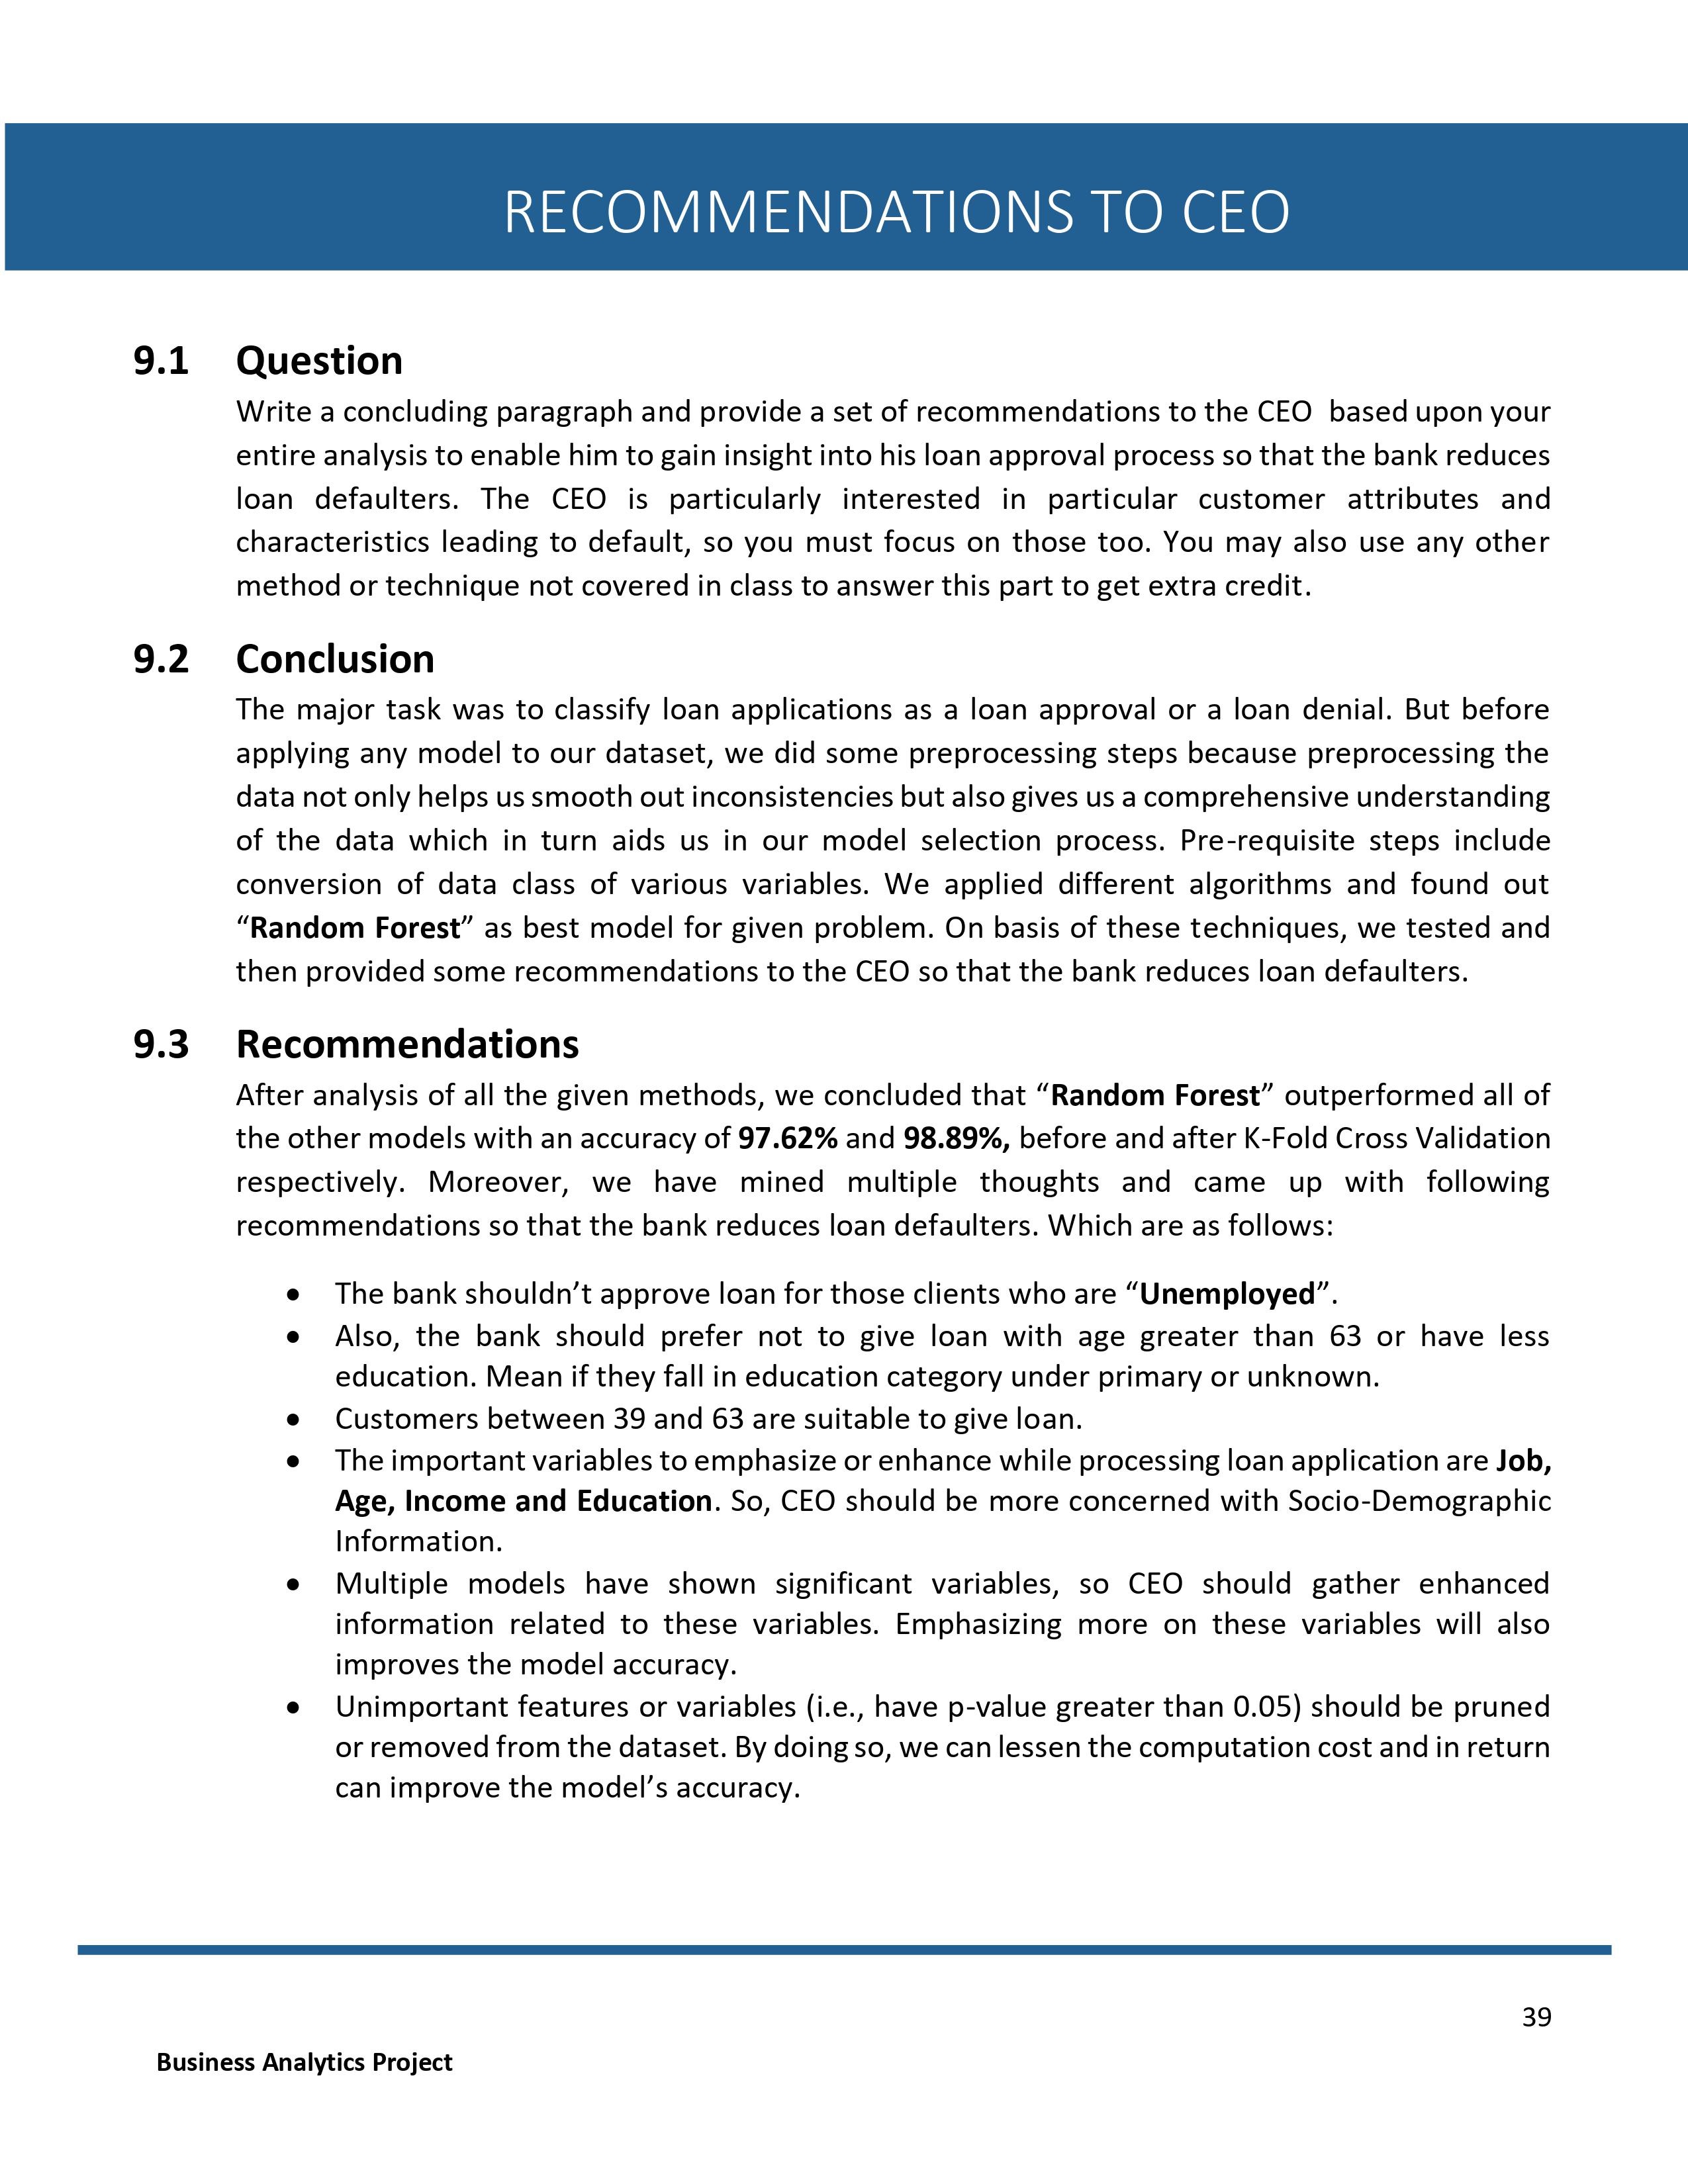 RECOMMENDATIONS TO CEO
9.1 Question
Write a concluding paragraph and provide a set of recommendations to the CEO based upon your
entire analysis to enable him to gain insight into his loan approval process so that the bank reduces
loan defaulters. The CEO is particularly interested in particular customer attributes and
characteristics leading to default, so you must focus on those too. You may also use any other
method or technique not covered in class to answer this part to get extra credit.
9.2 Conclusion
The major task was to classify loan applications as a loan approval or a loan denial. But before
applying any model to our dataset, we did some preprocessing steps because preprocessing the
data not only helps us smooth out inconsistencies but also gives us a comprehensive understanding
of the data which in turn aids us in our model selection process. Pre-requisite steps include
conversion of data class of various variables. We applied different algorithms and found out
“Random Forest” as best model for given problem. On basis of these techniques, we tested and
then provided some recommendations to the CEO so that the bank reduces loan defaulters.
9.3 Recommendations
After analysis of all the given methods, we concluded that “Random Forest” outperformed all of
the other models with an accuracy of 97.62% and 98.89%, before and after K-Fold Cross Validation
respectively. Moreover, we have mined multiple thoughts and came up with following
recommendations so that the bank reduces loan defaulters. Which are as follows:
• The bank shouldn’t approve loan for those clients who are “Unemployed”.
• Also, the bank should prefer not to give loan with age greater than 63 or have less
education. Mean if they fall in education category under primary or unknown.
• Customers between 39 and 63 are suitable to give loan.
• The important variables to emphasize or enhance while processing loan application are Job,
Age, Income and Education. So, CEO should be more concerned with Socio-Demographic
Information.
• Multiple models have shown significant variables, so CEO should gather enhanced
information related to these variables. Emphasizing more on these variables will also
improves the model accuracy.
• Unimportant features or variables (i.e., have p-value greater than 0.05) should be pruned
or removed from the dataset. By doing so, we can lessen the computation cost and in return
can improve the model’s accuracy.
39
Business Analytics Project